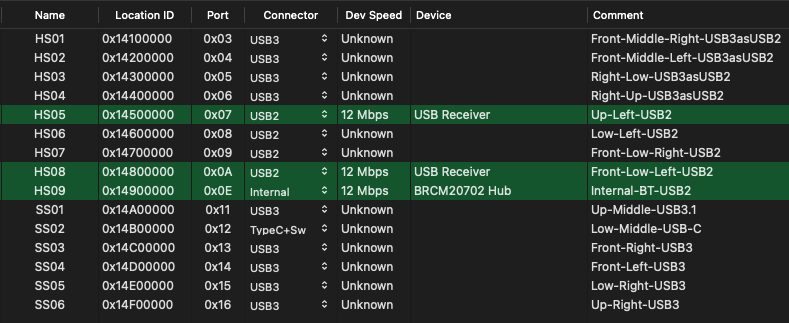 Name Location ID Port Connector Dev Speed Device Comment
HS01 0x14100000 0x03 USB3 Unknown Front-Middle-Right-USB3asUSB2
HS02 0x14200000 0x04 USB3 Unknown Front-Middle-Left-USB3asUSB2
HS03 0x14300000 0x05 USB3 Unknown Right-Low-USB3asUSB2
HS04 0x14400000 0x06 USB3 Unknown Right-Up-USB3asUSB2
HS05 0x14500000 0x07 USB2 12 Mbps USB Receiver Up-Left-USB2
HS06 0x14600000 0x08 USB2 Unknown Low-Left-USB2
HS07 0x14700000 0x09 USB2 Unknown Front-Low-Right-USB2
HS08 0x14800000 0x0A USB2 12 Mbps USB Receiver Front-Low-Left-USB2
HS09 0x14900000 0x0E Internal 12 Mbps BRCM20702 Hub Internal-BT-USB2
SS01 0x14A00000 0x11 USB3 Unknown Up-Middle-USB3.1
SS02 0x14B00000 0x12 TypeC+Sw Unknown Low-Middle-USB-C
SS03 0x14C00000 0x13 USB3 Unknown Front-Right-USB3
SS04 0x14D00000 0x14 USB3 Unknown Front-Left-USB3
SS05 0x14E00000 0x15 USB3 Unknown Low-Right-USB3
SS06 0x14F00000 0x16 USB3 Unknown Up-Right-USB3